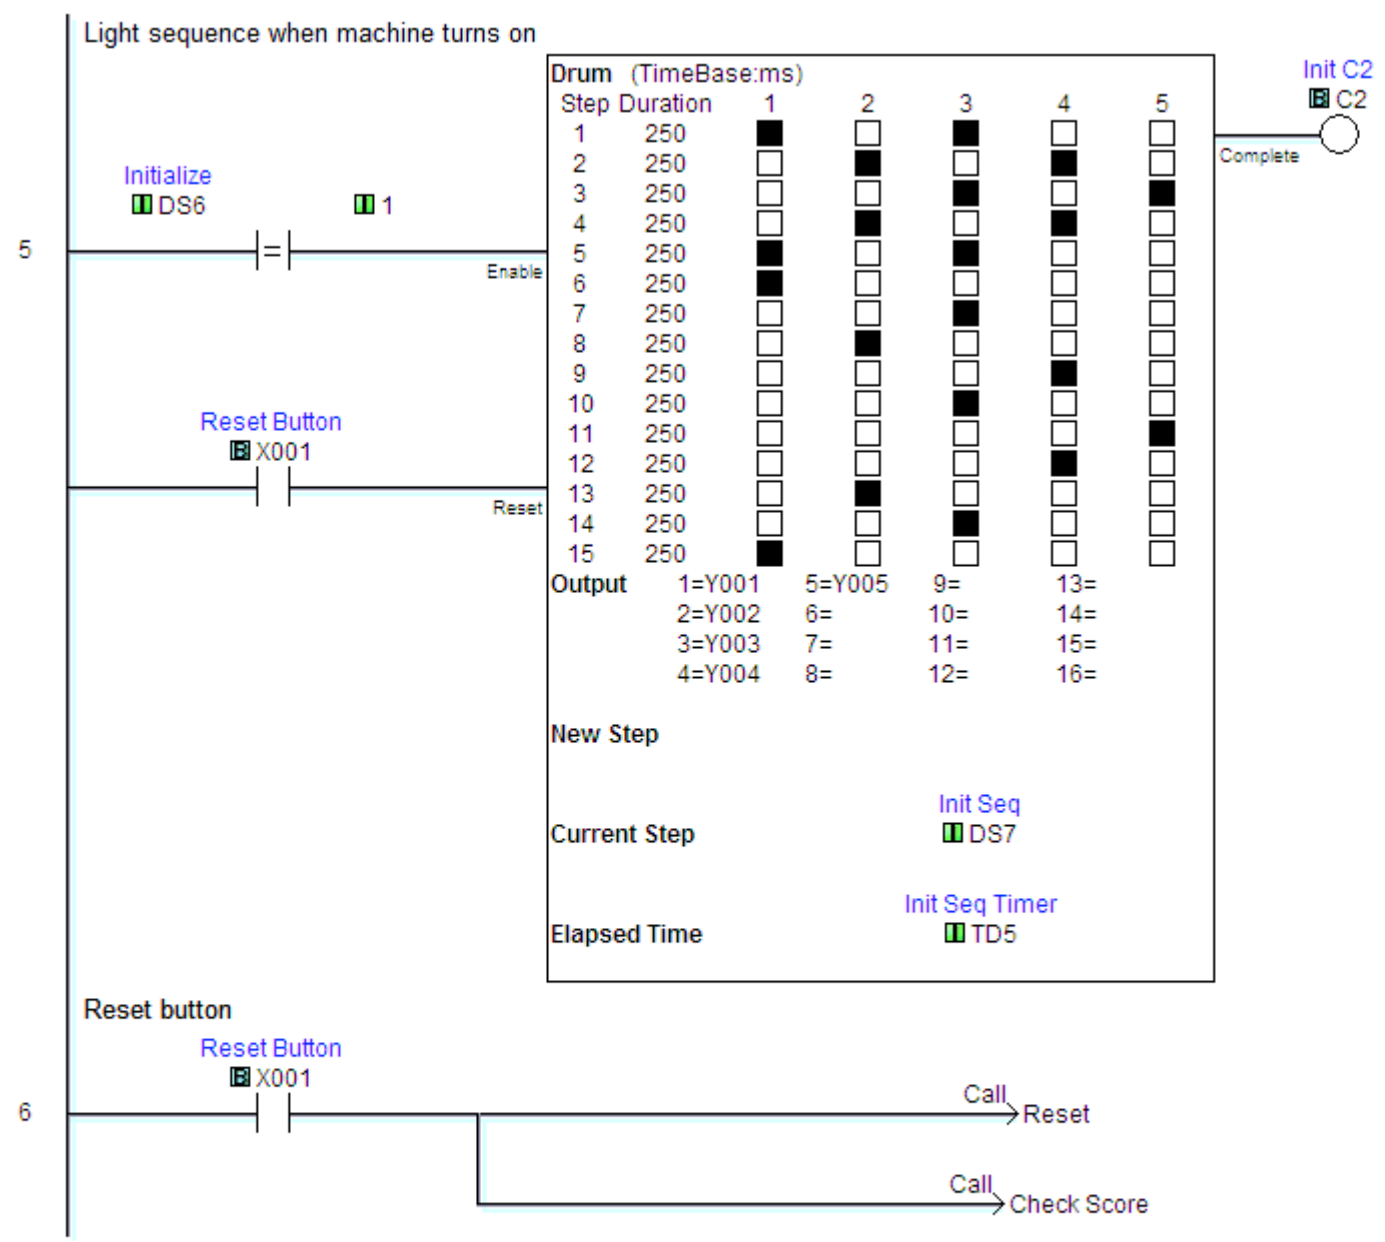 Light sequence when machine turns on
Drum (TimeBase:ms)
Init C2
B C2
Step Duration 1 2 3 4 5
1 250
2 250
3 250
4 250
5 250
6 250
7 250
8 250
9 250
10 250
11 250
12 250
13 250
14 250
15 250
Complete
Initialize
DS6 1
5
=
Enable
Reset Button
B X001
Reset
Output 1=Y001 5=Y005 9= 13=
2=Y002 6= 10= 14=
3=Y003 7= 11= 15=
4=Y004 8= 12= 16=
New Step
Init Seq
Current Step DS7
Init Seq Timer
Elapsed Time TD5
Reset button
Reset Button
B X001
6
Call
Reset
Call
Check Score